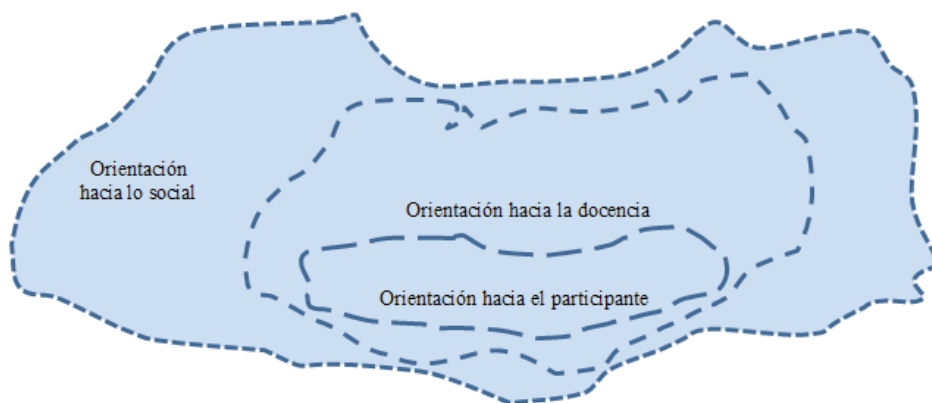 Orientación
hacia lo social
Orientación hacia la docencia
Orientación hacia el participante